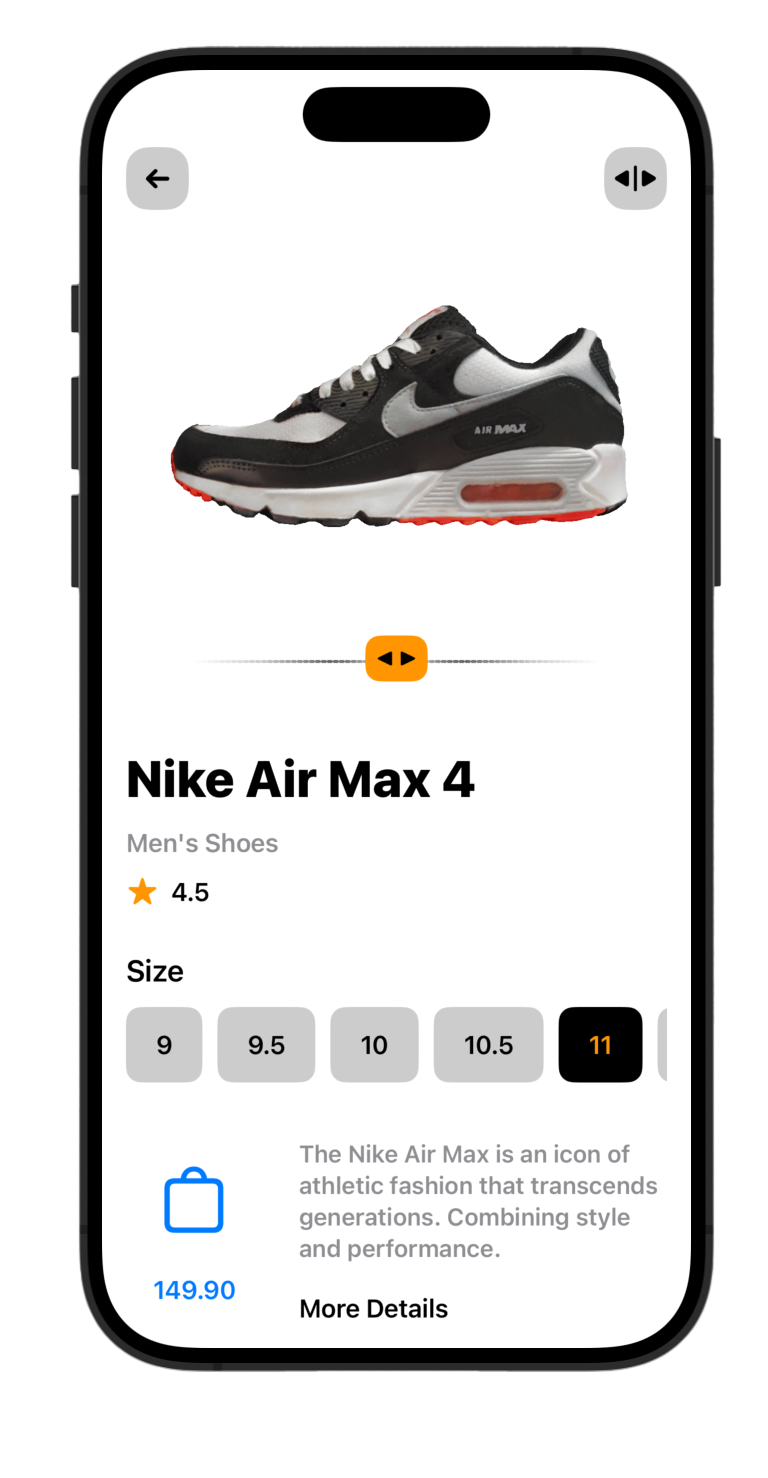 AIR MAX
Nike Air Max 4
Men's Shoes
4.5
Size
9 9.5 10 10.5 11
The Nike Air Max is an icon of
athletic fashion that transcends
generations. Combining style
and performance.
149.90
More Details